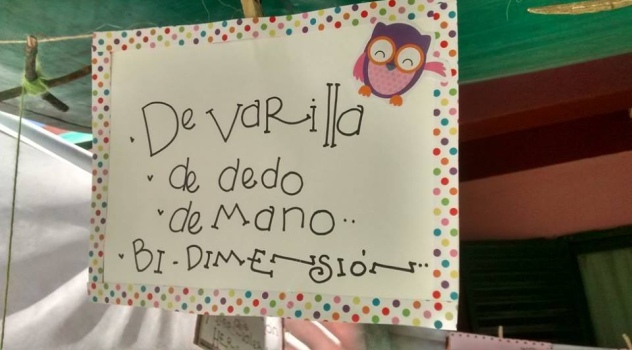 . De VaRilla
. de dedo
. de Mano..
. BI-DIMENSIÓN..